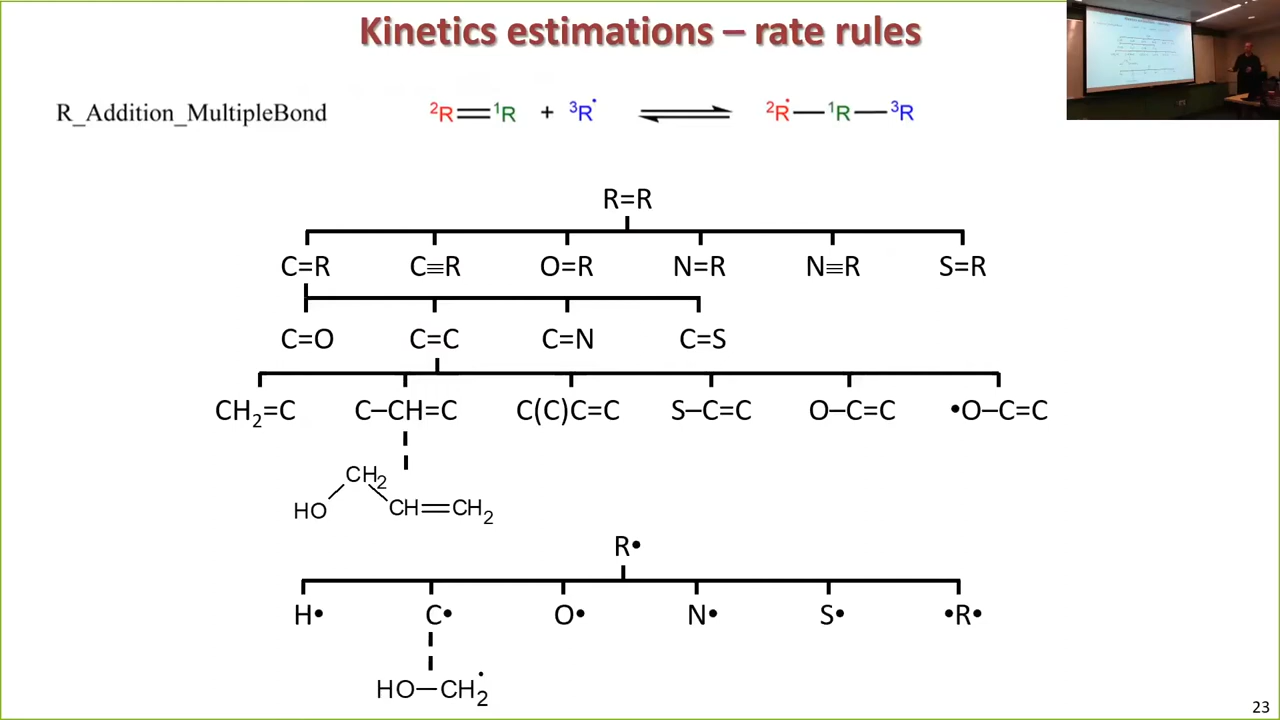 Kinetics estimations – rate rules
R_Addition_MultipleBond
²R=¹R + ³R• ⇌ ²R•–¹R–³R
R=R
C=R C≡R O=R N=R N≡R S=R
C=O C=C C=N C=S
CH₂=C C–CH=C C(C)C=C S–C=C O–C=C •O–C=C
CH₂
HO CH=CH₂
R•
H• C• O• N• S• •R•
HO–CH₂•
23